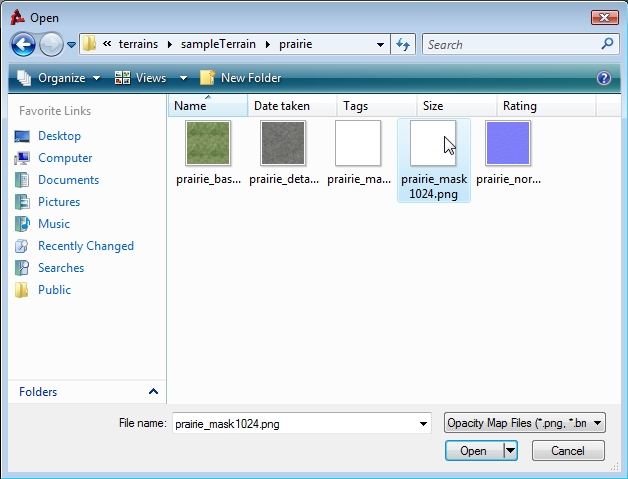 Open
« terrains ▸ sampleTerrain ▸ prairie
Search
Organize Views New Folder
?
Favorite Links
Desktop
Computer
Documents
Pictures
Music
Recently Changed
Searches
Public
Folders
Name Date taken Tags Size Rating
prairie_bas... prairie_deta... prairie_ma... prairie_mask prairie_nor...
1024.png
File name: prairie_mask1024.png Opacity Map Files (*.png, *.bn
Open Cancel